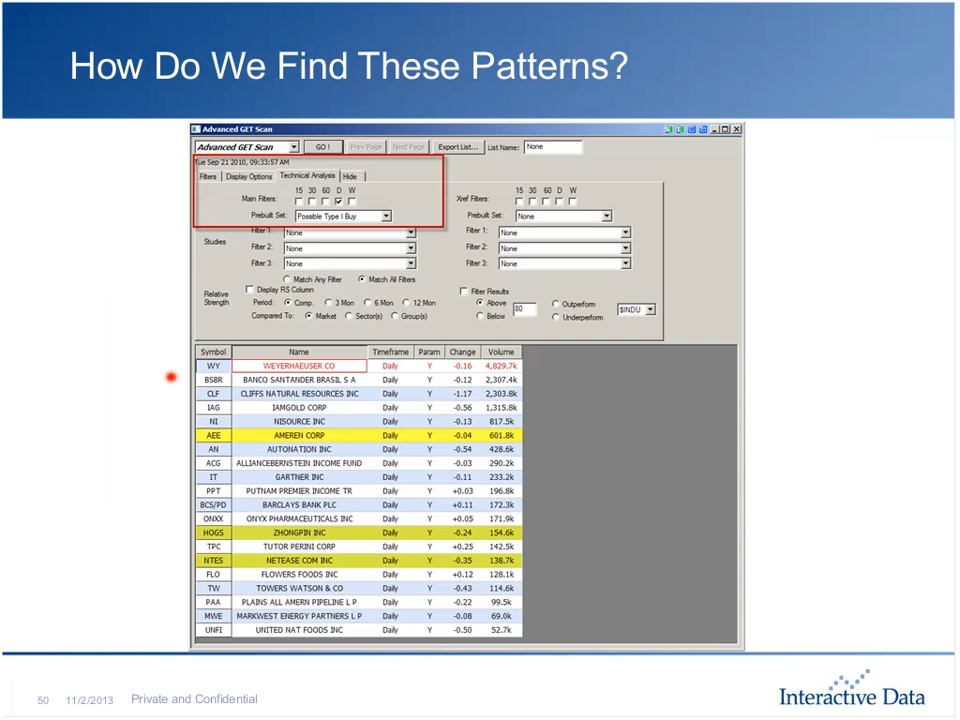 How Do We Find These Patterns?
Advanced GET Scan
Advanced GET Scan GO ! Prev Page Next Page Export List... List Name: None
Tue Sep 21 2010, 09:33:57 AM
Filters Display Options Technical Analysis Hide
15 30 60 D W 15 30 60 D W
Main Filters: Xref Filters:
Prebuilt Set: Possible Type I Buy Prebuilt Set: None
Studies
Filter 1: None Filter 1: None
Filter 2: None Filter 2: None
Filter 3: None Filter 3: None
Match Any Filter Match All Filters
Relative Strength
Display RS Column Filter Results
Period: Comp. 3 Mon 6 Mon 12 Mon Above 80 Outperform $INDU
Compared To: Market Sector(s) Group(s) Below Underperform
Symbol Name Timeframe Param Change Volume
WY WEYERHAEUSER CO Daily Y -0.16 4,829.7k
BSBR BANCO SANTANDER BRASIL S A Daily Y -0.12 2,307.4k
CLF CLIFFS NATURAL RESOURCES INC Daily Y -1.17 2,303.8k
IAG IAMGOLD CORP Daily Y -0.56 1,315.8k
NI NISOURCE INC Daily Y -0.13 817.5k
AEE AMEREN CORP Daily Y -0.04 601.8k
AN AUTONATION INC Daily Y -0.54 428.6k
ACG ALLIANCEBERNSTEIN INCOME FUND Daily Y -0.03 290.2k
IT GARTNER INC Daily Y -0.11 233.2k
PPT PUTNAM PREMIER INCOME TR Daily Y +0.03 196.8k
BCS/PD BARCLAYS BANK PLC Daily Y +0.11 172.3k
ONXX ONYX PHARMACEUTICALS INC Daily Y +0.05 171.9k
HOGS ZHONGPIN INC Daily Y -0.24 154.6k
TPC TUTOR PERINI CORP Daily Y +0.25 142.5k
NTES NETEASE COM INC Daily Y -0.35 138.7k
FLO FLOWERS FOODS INC Daily Y +0.12 128.1k
TW TOWERS WATSON & CO Daily Y -0.43 114.6k
PAA PLAINS ALL AMERN PIPELINE L P Daily Y -0.22 99.5k
MWE MARKWEST ENERGY PARTNERS L P Daily Y -0.08 69.0k
UNFI UNITED NAT FOODS INC Daily Y -0.50 52.7k
50 11/2/2013 Private and Confidential
Interactive Data